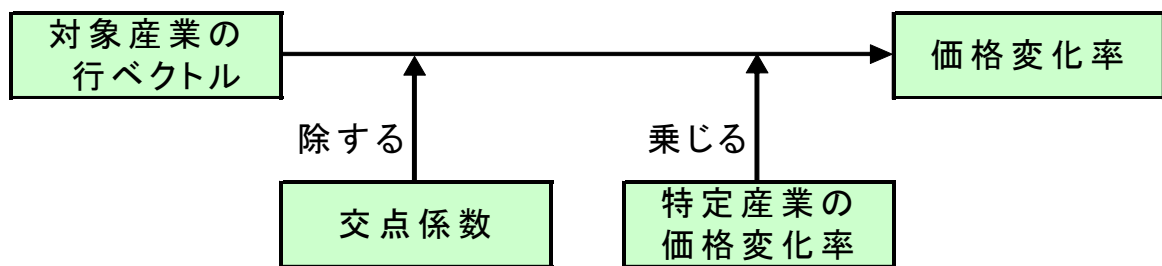 対象産業の
行ベクトル
価格変化率
除する
乗じる
交点係数
特定産業の
価格変化率